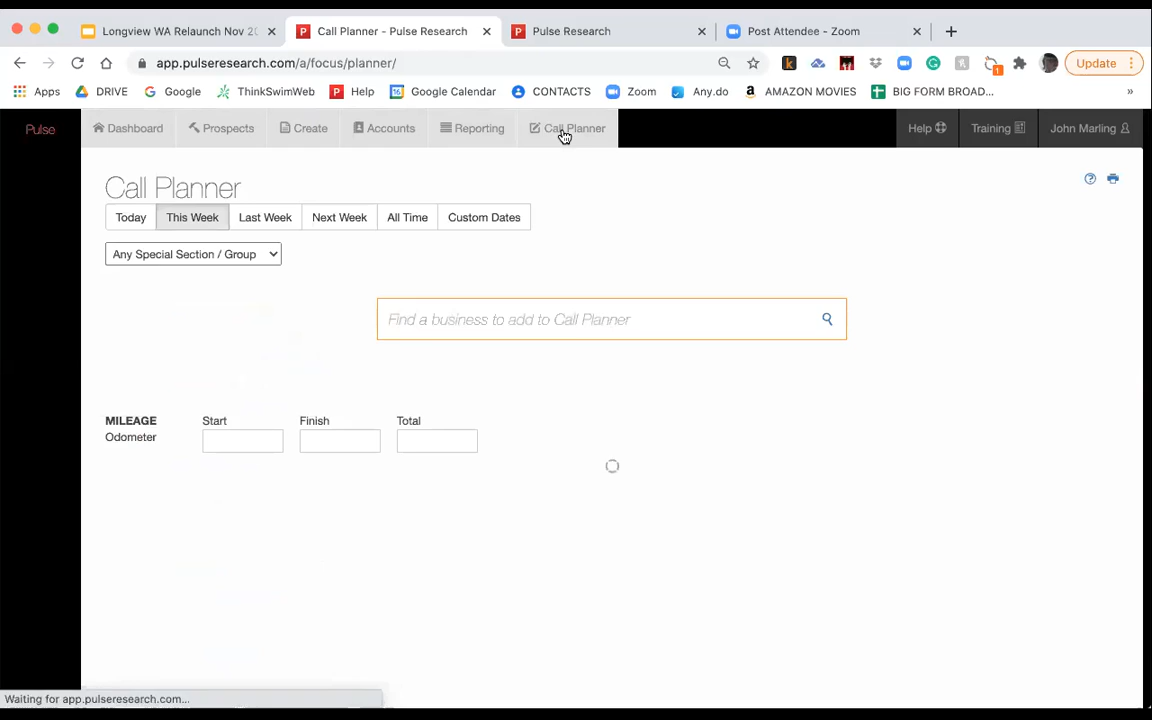 Longview WA Relaunch Nov 20
Call Planner - Pulse Research
Pulse Research
Post Attendee - Zoom
app.pulseresearch.com/a/focus/planner/
Update
Apps
DRIVE
Google
ThinkSwimWeb
Help
Google Calendar
CONTACTS
Zoom
Any.do
AMAZON MOVIES
BIG FORM BROAD...
»
Pulse
Dashboard
Prospects
Create
Accounts
Reporting
Call Planner
Help
Training
John Marling
Call Planner
Today
This Week
Last Week
Next Week
All Time
Custom Dates
Any Special Section / Group
Find a business to add to Call Planner
MILEAGE
Start
Finish
Total
Odometer
Waiting for app.pulseresearch.com...